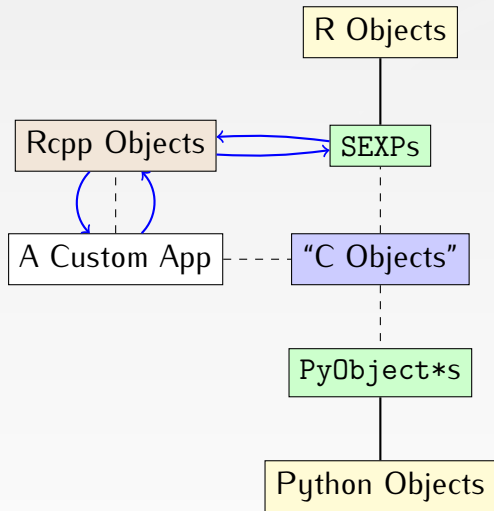 R Objects
Rcpp Objects
SEXPs
A Custom App
“C Objects”
PyObject*s
Python Objects